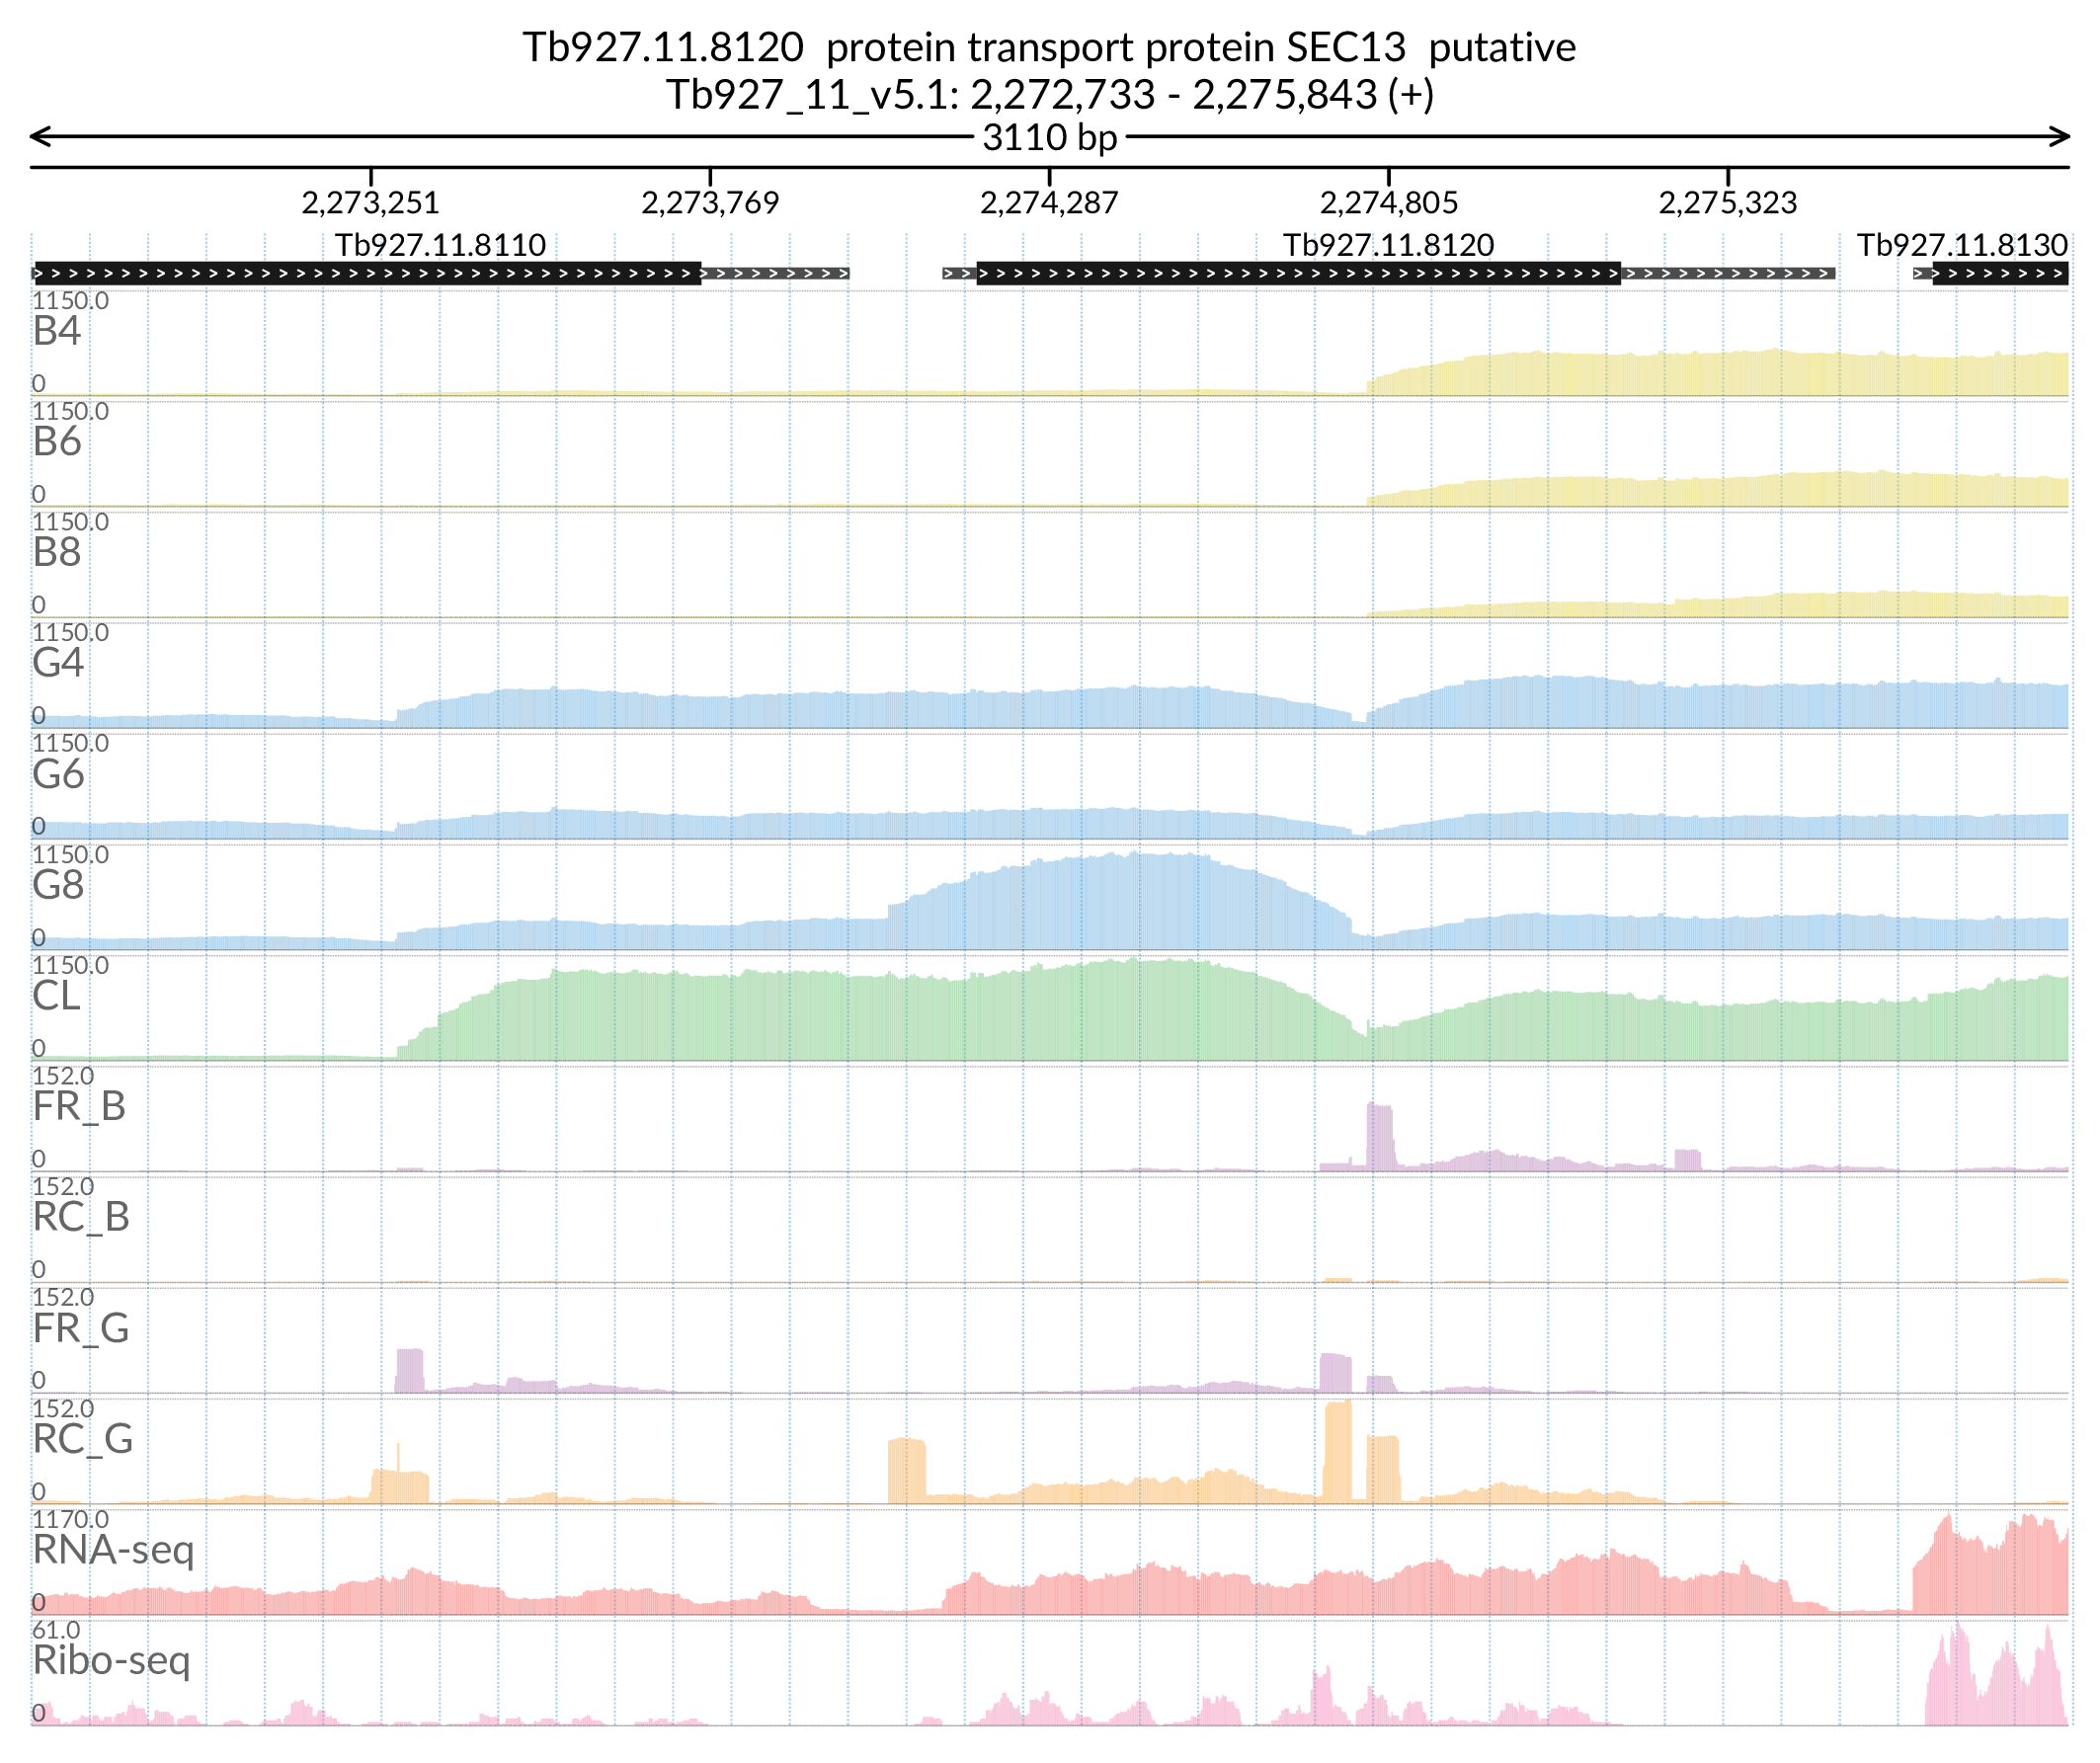 Tb927.11.8120 protein transport protein SEC13 putative
Tb927_11_v5.1: 2,272,733 - 2,275,843 (+)
3110 bp
2,273,251 2,273,769 2,274,287 2,274,805 2,275,323
Tb927.11.8110 Tb927.11.8120 Tb927.11.8130
1150.0
B4
0
1150.0
B6
0
1150.0
B8
0
1150.0
G4
0
1150.0
G6
0
1150.0
G8
0
1150.0
CL
0
152.0
FR_B
0
152.0
RC_B
0
152.0
FR_G
0
152.0
RC_G
0
1170.0
RNA-seq
0
61.0
Ribo-seq
0